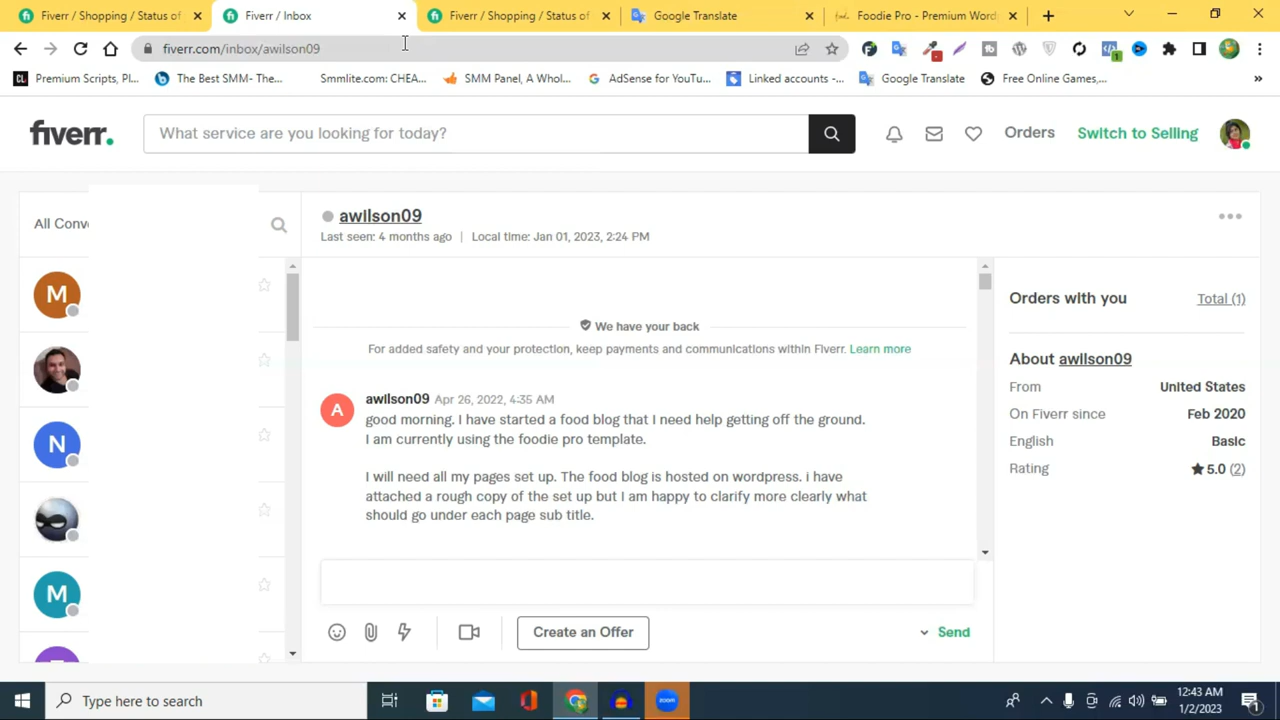 Fiverr / Shopping / Status of
Fiverr / Inbox
Fiverr / Shopping / Status of
Google Translate
Foodie Pro - Premium Word
fiverr.com/inbox/awilson09
1
CL Premium Scripts, Pl...
b The Best SMM- The...
Smmlite.com: CHEA...
SMM Panel, A Whol...
G AdSense for YouTu...
Linked accounts -...
Google Translate
Free Online Games,...
»
fiverr.
What service are you looking for today?
Orders
Switch to Selling
All Conve
awilson09
Last seen: 4 months ago | Local time: Jan 01, 2023, 2:24 PM
M
N
M
We have your back
For added safety and your protection, keep payments and communications within Fiverr. Learn more
A
awilson09 Apr 26, 2022, 4:35 AM
good morning. I have started a food blog that I need help getting off the ground.
I am currently using the foodie pro template.
I will need all my pages set up. The food blog is hosted on wordpress. i have
attached a rough copy of the set up but I am happy to clarify more clearly what
should go under each page sub title.
Create an Offer
Send
Orders with you
Total (1)
About awilson09
From United States
On Fiverr since Feb 2020
English Basic
Rating 5.0 (2)
Type here to search
zoom
12:43 AM
1/2/2023
1